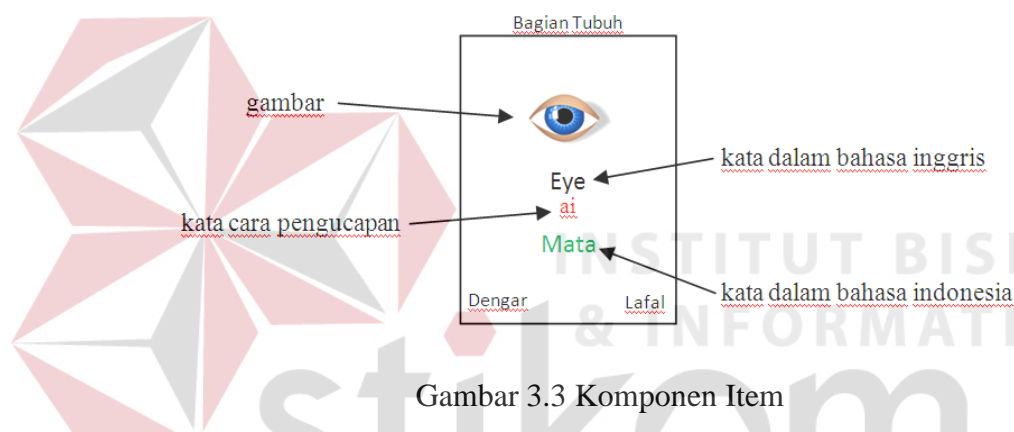 Bagian Tubuh
gambar
kata dalam bahasa inggris
Eye
ai
kata cara pengucapan
Mata
INSTITUT BISI
kata dalam bahasa indonesia
Dengar
Lafal
& INFORMATI
stikom
Gambar 3.3 Komponen Item